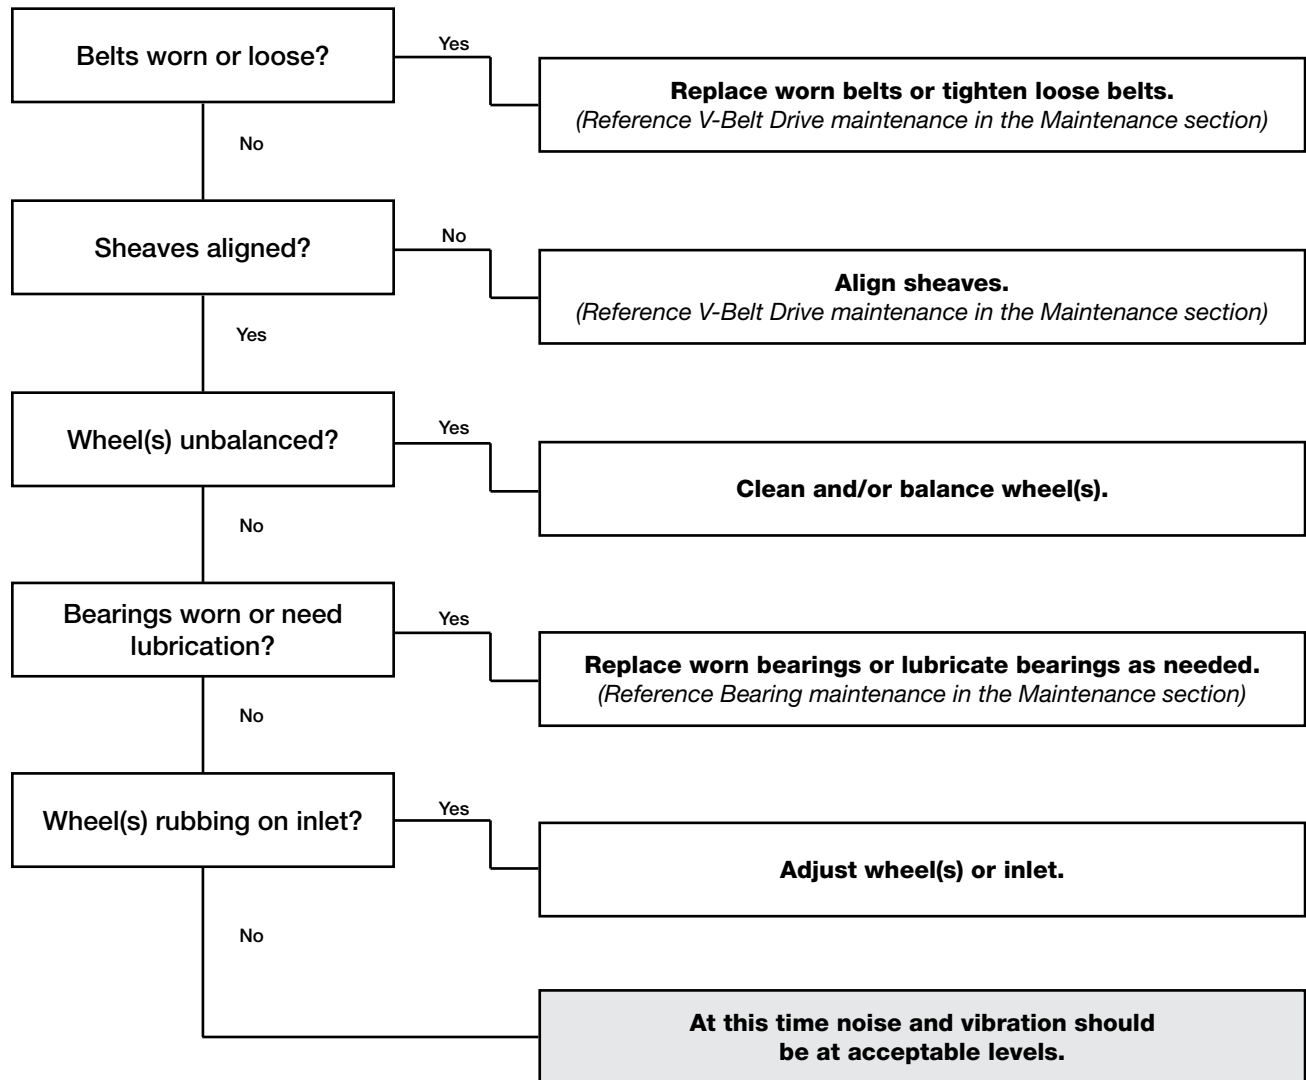 Belts worn or loose?
Yes
Replace worn belts or tighten loose belts.
(Reference V-Belt Drive maintenance in the Maintenance section)
No
Sheaves aligned?
No
Align sheaves.
(Reference V-Belt Drive maintenance in the Maintenance section)
Yes
Wheel(s) unbalanced?
Yes
Clean and/or balance wheel(s).
No
Bearings worn or need
lubrication?
Yes
Replace worn bearings or lubricate bearings as needed.
(Reference Bearing maintenance in the Maintenance section)
No
Wheel(s) rubbing on inlet?
Yes
Adjust wheel(s) or inlet.
No
At this time noise and vibration should
be at acceptable levels.